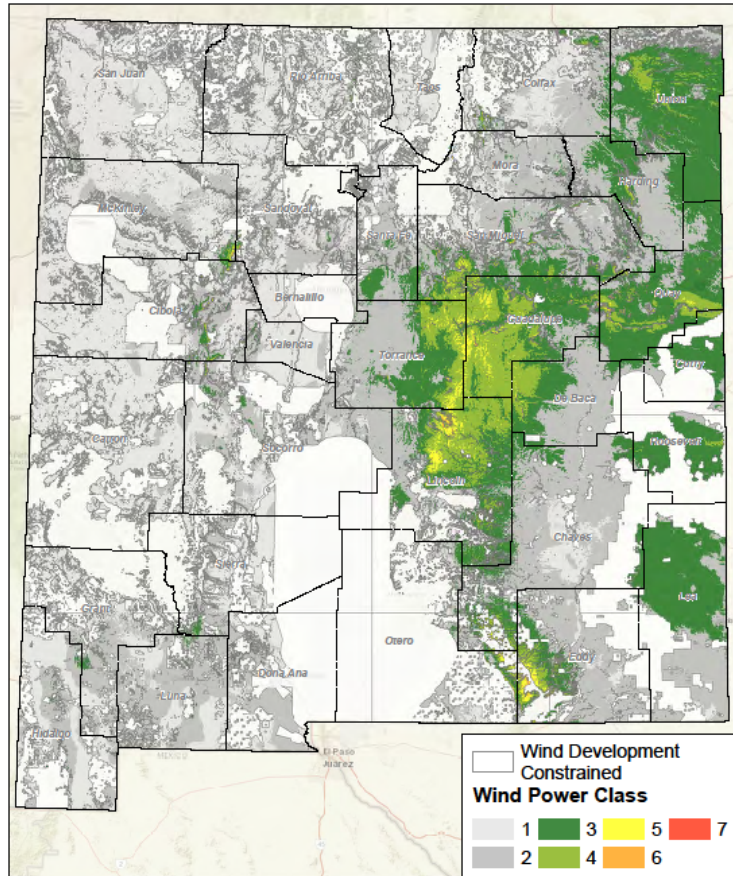 San Juan
Rio Arriba
Taos
Colfax
Union
Mora
Harding
McKinley
Sandoval
Santa Fe
San Miguel
Quay
Cibola
Bernalillo
Guadalupe
Valencia
Torrance
Curry
De Baca
Catron
Socorro
Roosevelt
Lincoln
Chaves
Sierra
Lea
Grant
Otero
Eddy
Luna
Dona Ana
Hidalgo
MEXICO
El Paso
Juárez
Wind Development
Constrained
Wind Power Class
1 3 5 7
2 4 6